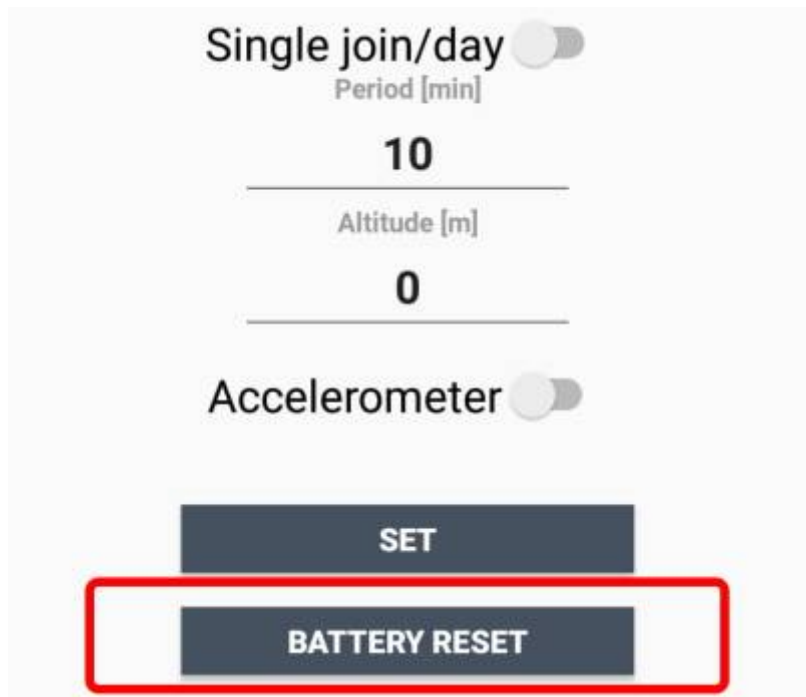 Single join/day
Period [min]
10
Altitude [m]
0
Accelerometer
SET
BATTERY RESET